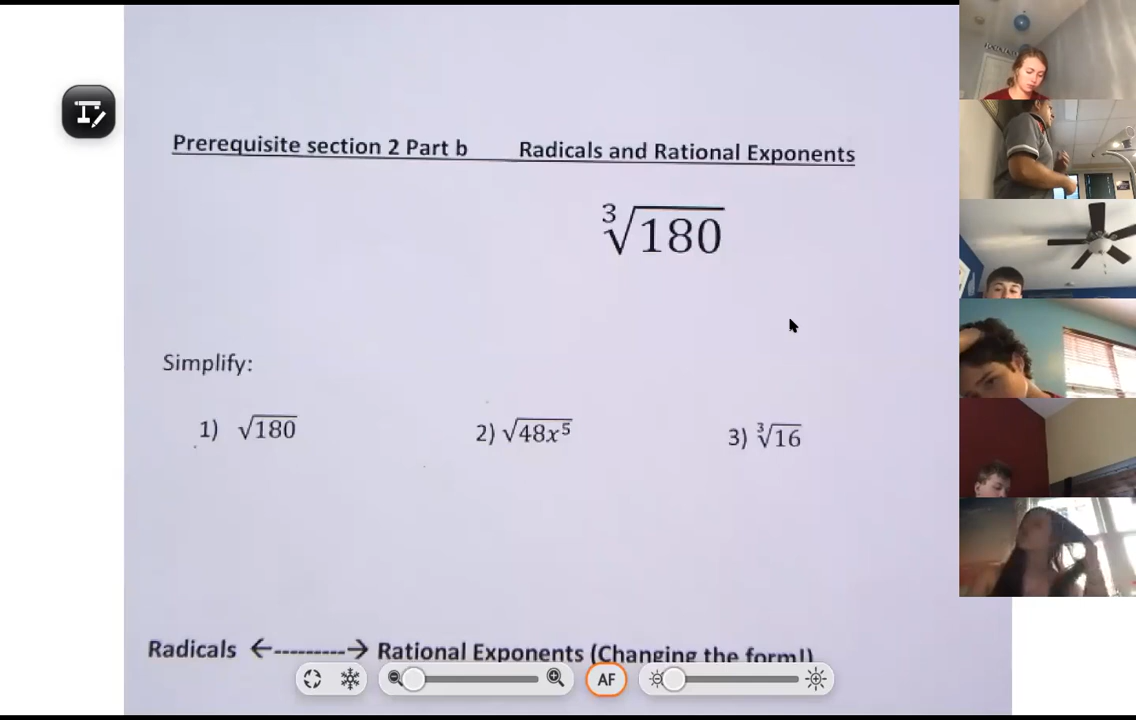 Prerequisite section 2 Part b Radicals and Rational Exponents
∛180
Simplify:
1) √180 2) √48x⁵ 3) ∛16
Radicals <---------> Rational Exponents (Changing the form!)
AF